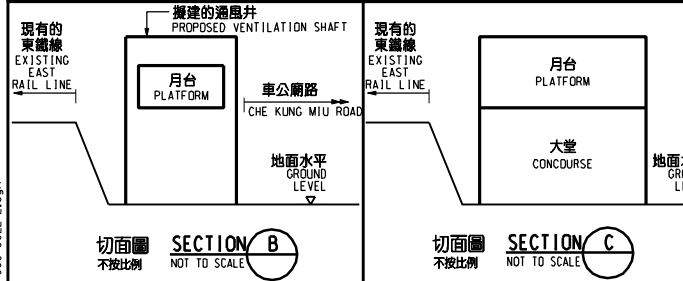 擬建的通風井
PROPOSED VENTILATION SHAFT
現有的
東鐵線
EXISTING
EAST
RAIL LINE
月台
PLATFORM
車公廟路
CHE KUNG MIU ROAD
地面水平
GROUND
LEVEL
切面圖
不按比例
SECTION B
NOT TO SCALE
現有的
東鐵線
EXISTING
EAST
RAIL LINE
月台
PLATFORM
大堂
CONCOURSE
地面
切面圖
不按比例
SECTION C
NOT TO SCALE